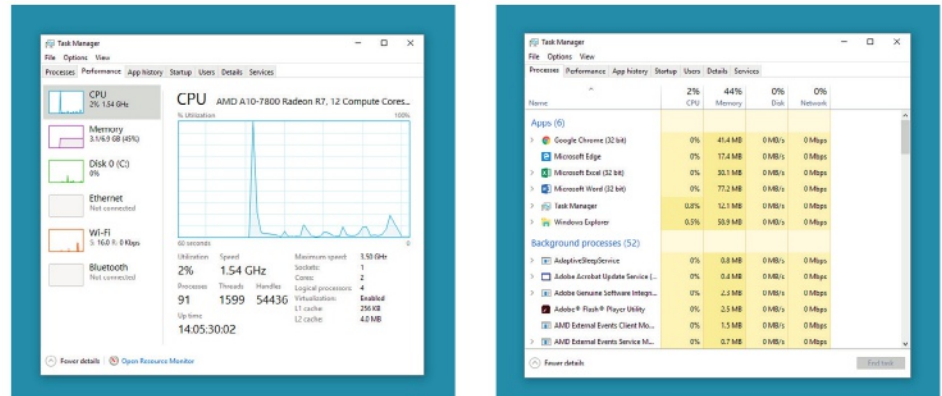 Task Manager
File Options View
Processes Performance App history Startup Users Details Services
CPU
2% 1.54 GHz
Memory
3.1/6.9 GB (45%)
Disk 0 (C:)
0%
Ethernet
Not connected
Wi-Fi
S: 16.0 R: 0 Kbps
Bluetooth
Not connected
CPU AMD A10-7800 Radeon R7, 12 Compute Cores...
% Utilization 100%
60 seconds 0
Utilization Speed Maximum speed: 3.50 GHz
2% 1.54 GHz Sockets: 1
Cores: 2
Processes Threads Handles Logical processors: 4
91 1599 54436 Virtualization: Enabled
L1 cache: 256 KB
Up time L2 cache: 4.0 MB
14:05:30:02
Fewer details Open Resource Monitor
Task Manager
File Options View
Processes Performance App history Startup Users Details Services
2% 44% 0% 0%
Name CPU Memory Disk Network
Apps (6)
Google Chrome (32 bit) 0% 41.4 MB 0 MB/s 0 Mbps
Microsoft Edge 0% 17.4 MB 0 MB/s 0 Mbps
Microsoft Excel (32 bit) 0% 30.1 MB 0 MB/s 0 Mbps
Microsoft Word (32 bit) 0% 77.2 MB 0 MB/s 0 Mbps
Task Manager 0.8% 12.1 MB 0 MB/s 0 Mbps
Windows Explorer 0.5% 50.9 MB 0 MB/s 0 Mbps
Background processes (52)
AdaptiveSleepService 0% 0.8 MB 0 MB/s 0 Mbps
Adobe Acrobat Update Service (... 0% 0.4 MB 0 MB/s 0 Mbps
Adobe Genuine Software Integri... 0% 2.3 MB 0 MB/s 0 Mbps
Adobe® Flash® Player Utility 0% 2.5 MB 0 MB/s 0 Mbps
AMD External Events Client Mo... 0% 1.5 MB 0 MB/s 0 Mbps
AMD External Events Service M... 0% 0.7 MB 0 MB/s 0 Mbps
Fewer details End task